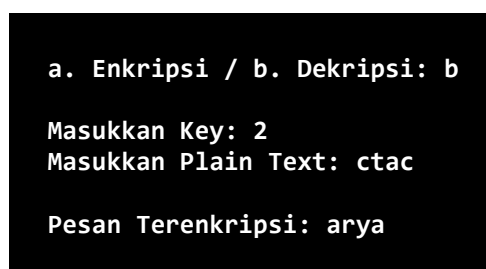 a. Enkripsi / b. Dekripsi: b
Masukkan Key: 2
Masukkan Plain Text: ctac
Pesan Terenkripsi: arya